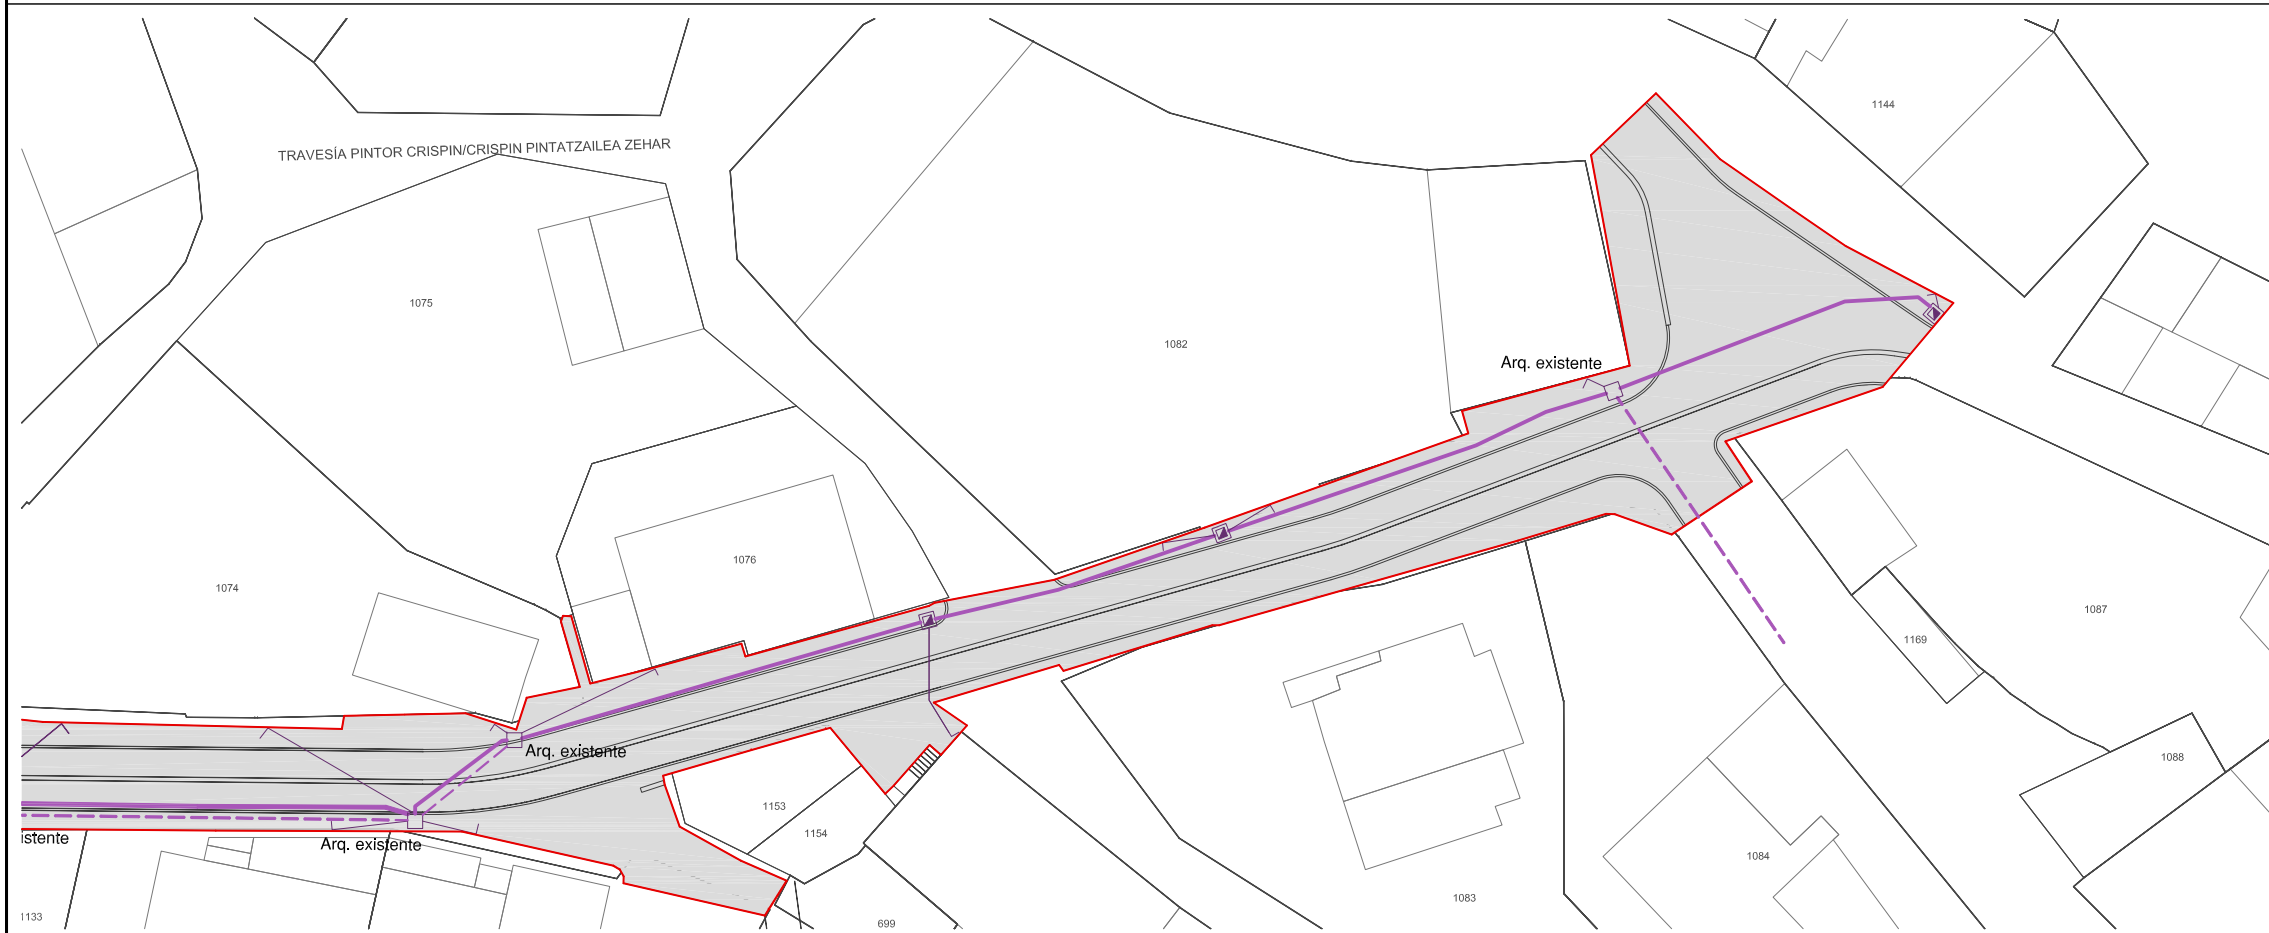 1144
TRAVESÍA PINTOR CRISPIN/CRISPIN PINTATZAILEA ZEHAR
1075
1082
Arq. existente
1076
1074
1087
1169
Arq. existente
1088
1153
1154
istente
Arq. existente
1084
1083
1133
699